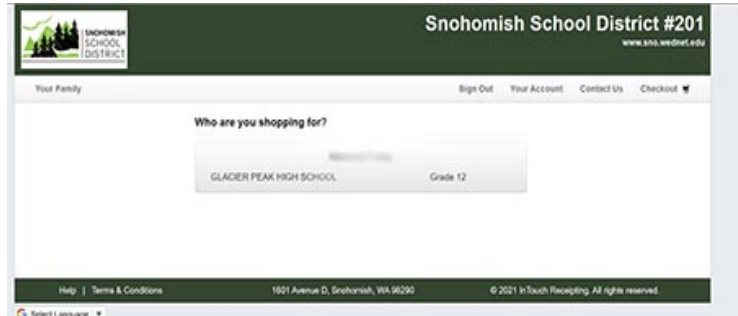 SNOHOMISH
SCHOOL
DISTRICT
Snohomish School District #201
www.sno.wednet.edu
Your Family Sign Out Your Account Contact Us Checkout
Who are you shopping for?
GLACIER PEAK HIGH SCHOOL Grade 12
Help | Terms & Conditions 1601 Avenue D, Snohomish, WA 98290 © 2021 InTouch Receipting. All rights reserved.
Select Language ▼